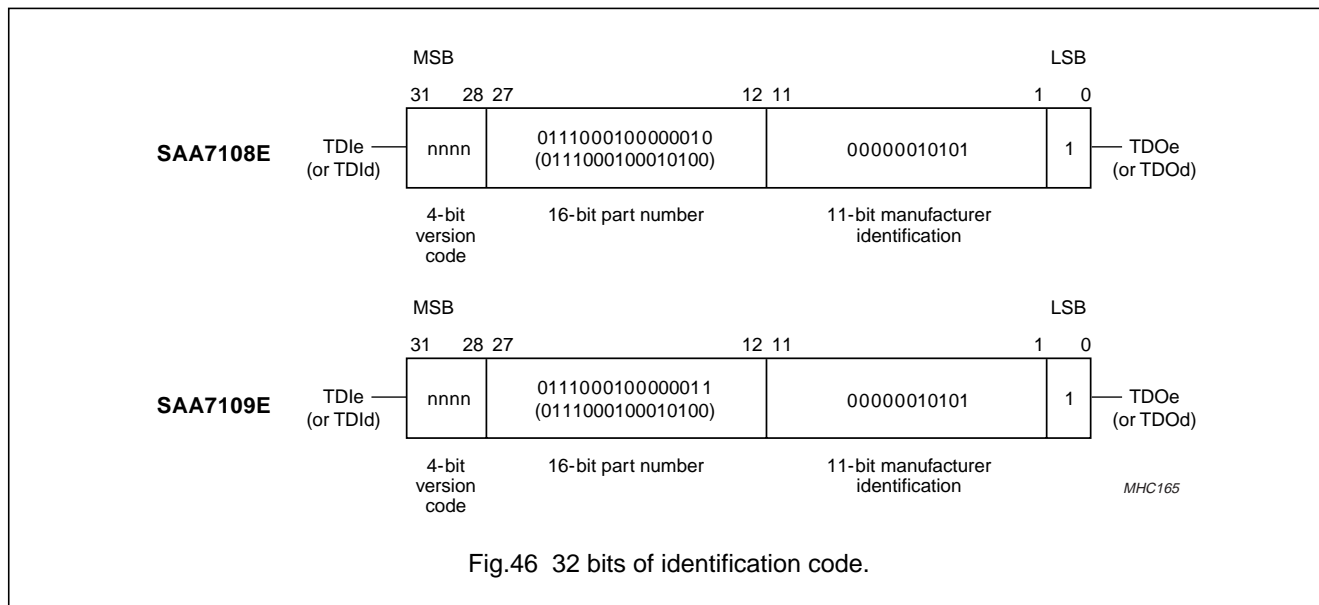 MSB LSB
31 28 27 12 11 1 0
SAA7108E
TDIe
(or TDId)
nnnn
0111000100000010
(0111000100010100)
00000010101
1
TDOe
(or TDOd)
4-bit
version
code
16-bit part number
11-bit manufacturer
identification
MSB LSB
31 28 27 12 11 1 0
SAA7109E
TDIe
(or TDId)
nnnn
0111000100000011
(0111000100010100)
00000010101
1
TDOe
(or TDOd)
4-bit
version
code
16-bit part number
11-bit manufacturer
identification
MHC165
Fig.46 32 bits of identification code.